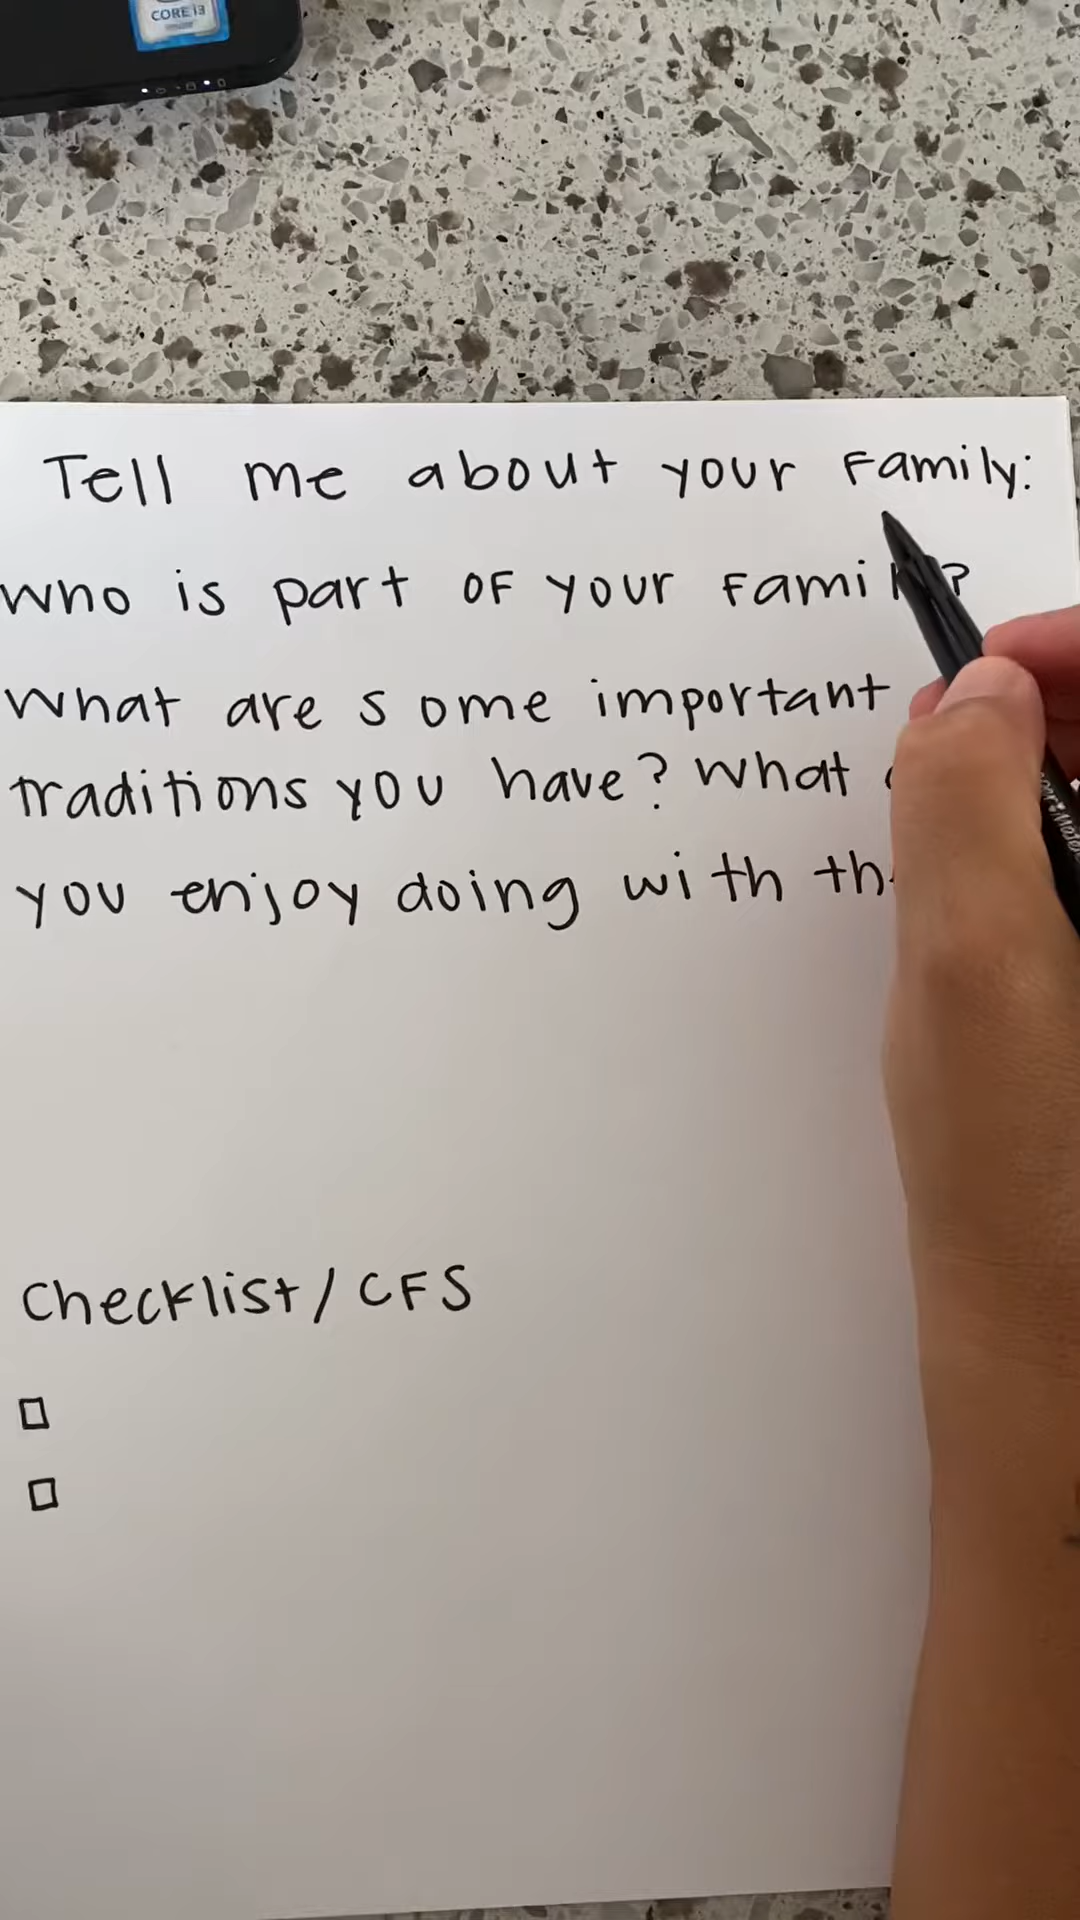 CORE i3
Tell me about your Family:
who is part of your
What are some important
traditions you have? What
you enjoy doing with
Checklist / CFS